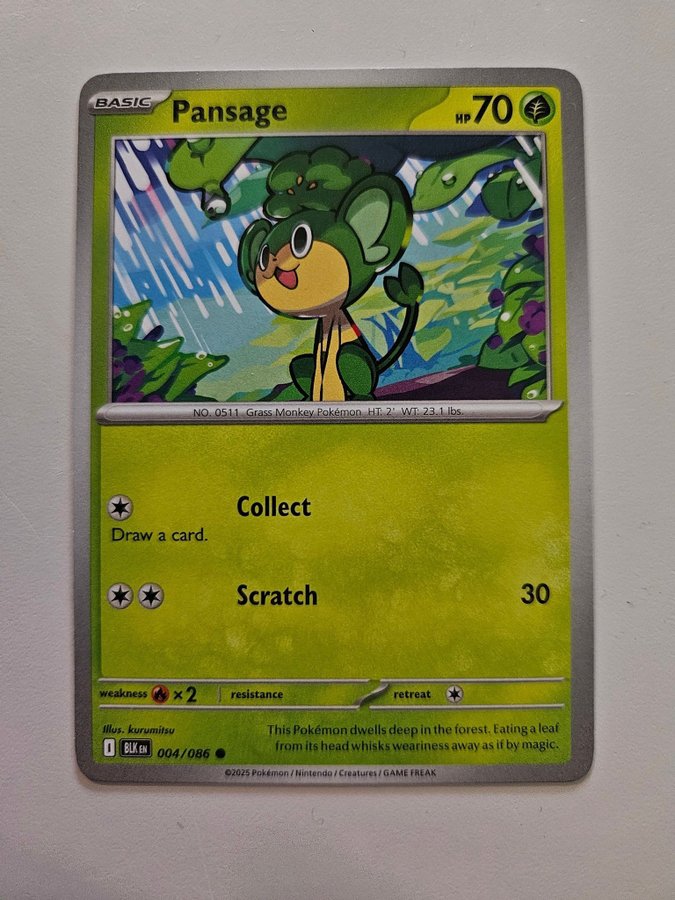 BASIC Pansage HP 70
NO. 0511 Grass Monkey Pokémon HT: 2' WT: 23.1 lbs.
Collect
Draw a card.
Scratch 30
weakness ×2 resistance retreat
Illus. kurumitsu
This Pokémon dwells deep in the forest. Eating a leaf
from its head whisks weariness away as if by magic.
I BLK EN 004/086
©2025 Pokémon / Nintendo / Creatures / GAME FREAK